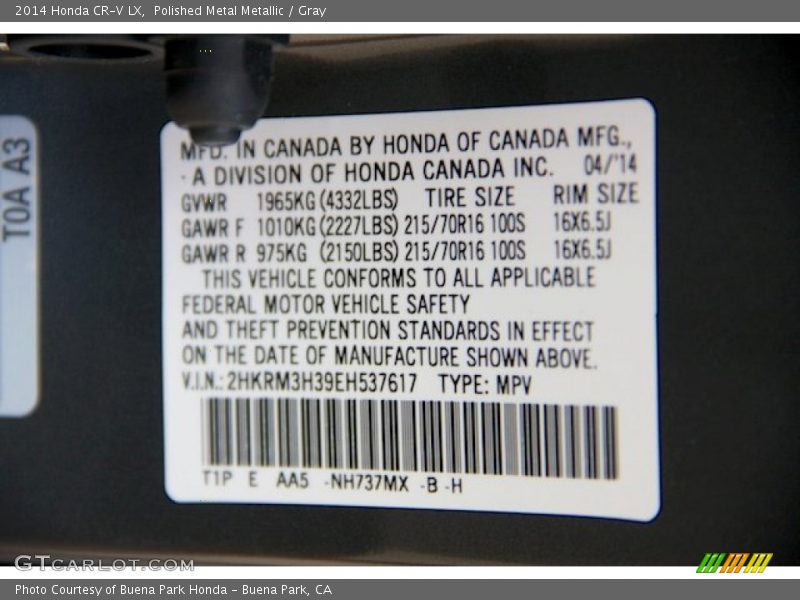 2014 Honda CR-V LX, Polished Metal Metallic / Gray
T0A A3
MFD. IN CANADA BY HONDA OF CANADA MFG.,
- A DIVISION OF HONDA CANADA INC. 04/'14
GVWR 1965KG (4332LBS) TIRE SIZE RIM SIZE
GAWR F 1010KG (2227LBS) 215/70R16 100S 16X6.5J
GAWR R 975KG (2150LBS) 215/70R16 100S 16X6.5J
THIS VEHICLE CONFORMS TO ALL APPLICABLE
FEDERAL MOTOR VEHICLE SAFETY
AND THEFT PREVENTION STANDARDS IN EFFECT
ON THE DATE OF MANUFACTURE SHOWN ABOVE.
V.I.N.: 2HKRM3H39EH537617 TYPE: MPV
T1P E AA5 -NH737MX -B -H
GTCARLOT.COM
Photo Courtesy of Buena Park Honda - Buena Park, CA